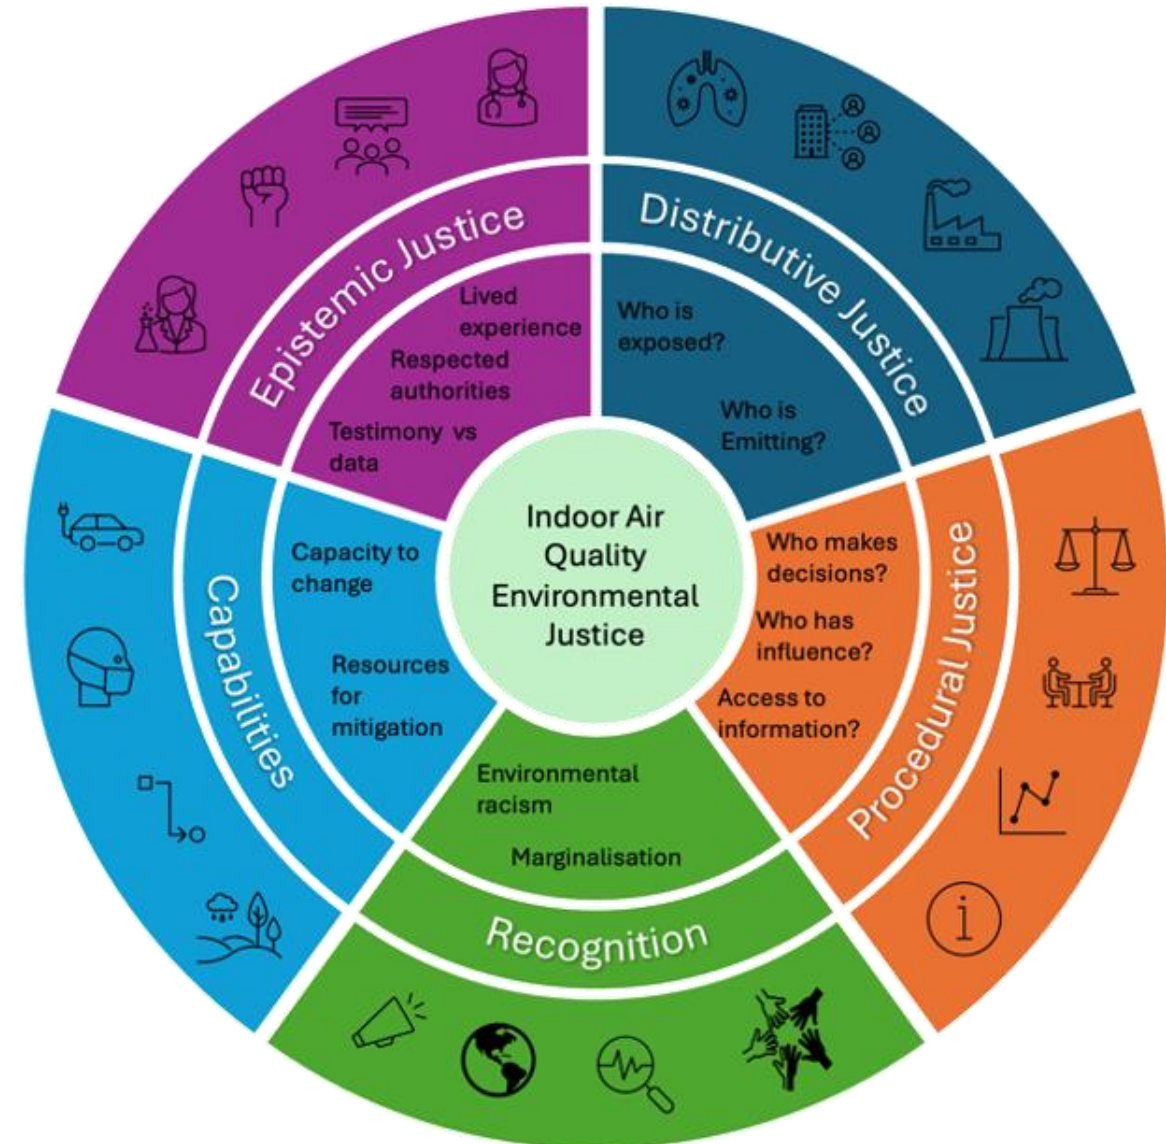 Epistemic Justice
Lived
experience
Respected
authorities
Testimony vs
data
Distributive Justice
Who is
exposed?
Who is
Emitting?
Procedural Justice
Who makes
decisions?
Who has
influence?
Access to
information?
Recognition
Environmental
racism
Marginalisation
Capabilities
Capacity to
change
Resources
for
mitigation
Indoor Air
Quality
Environmental
Justice
i